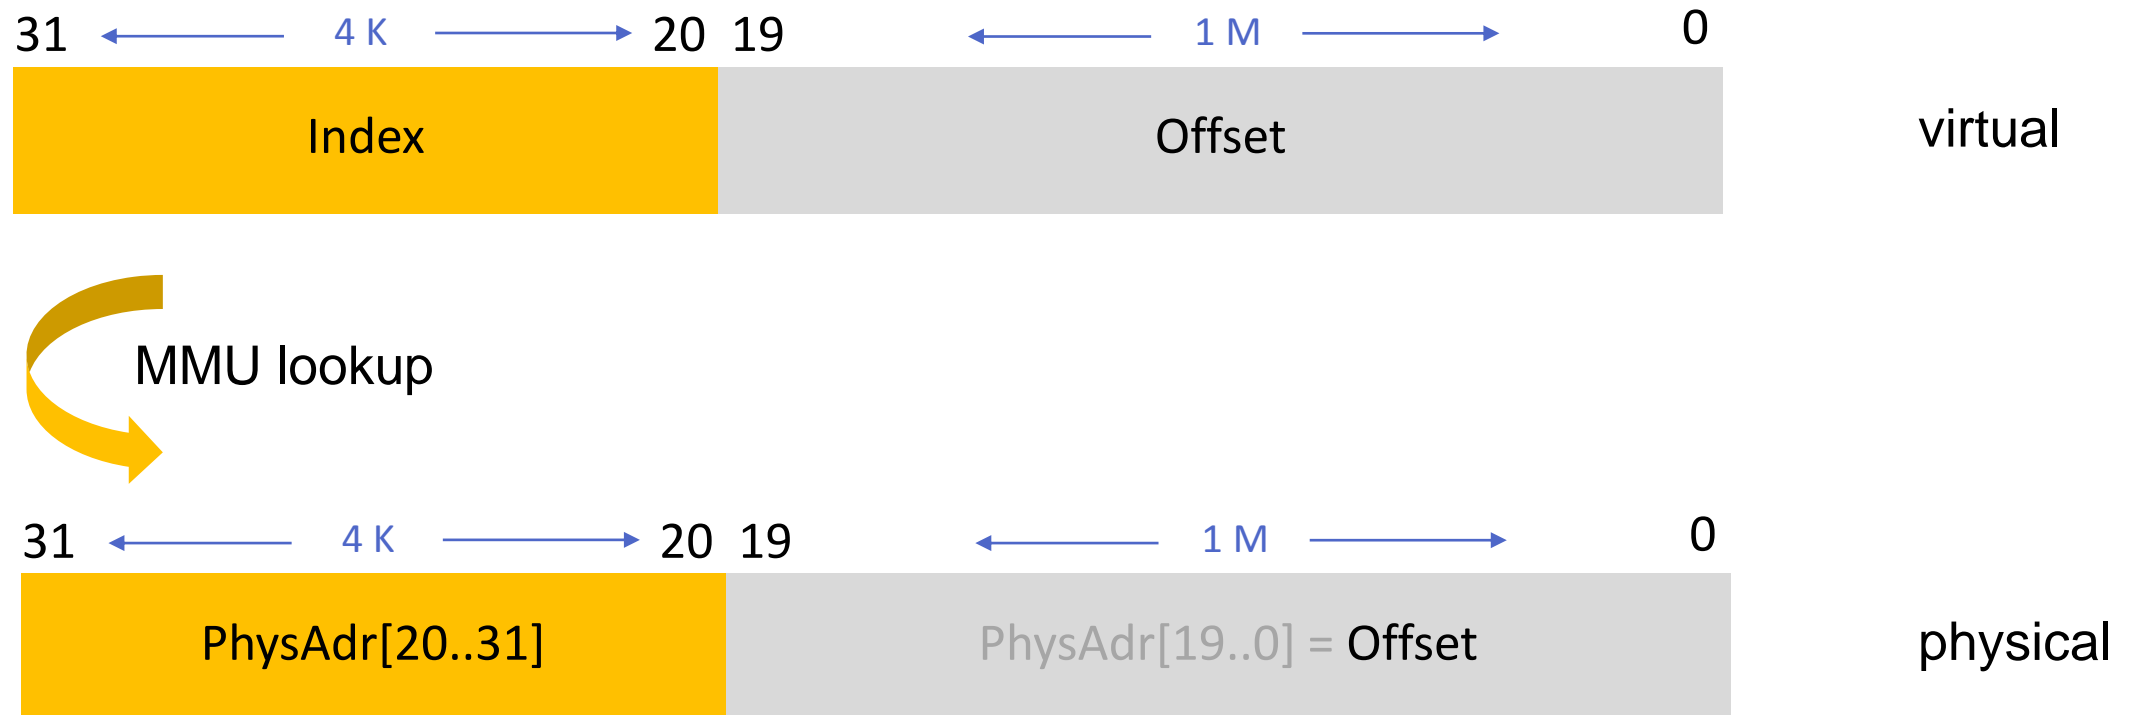 31 4 K 20 19 1 M 0
Index Offset virtual
MMU lookup
31 4 K 20 19 1 M 0
PhysAdr[20..31] PhysAdr[19..0] = Offset physical